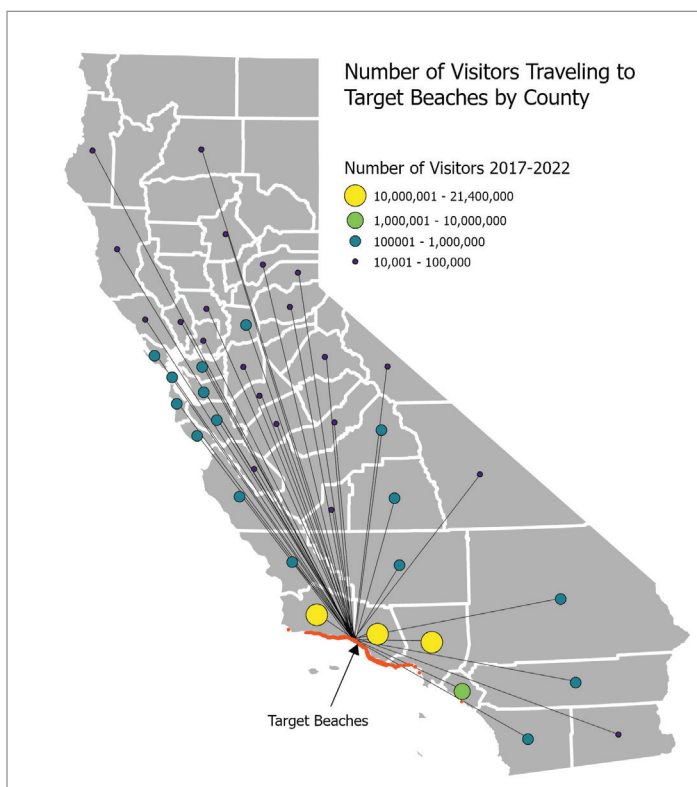 Number of Visitors Traveling to
Target Beaches by County
Number of Visitors 2017-2022
10,000,001 - 21,400,000
1,000,001 - 10,000,000
100001 - 1,000,000
10,001 - 100,000
Target Beaches